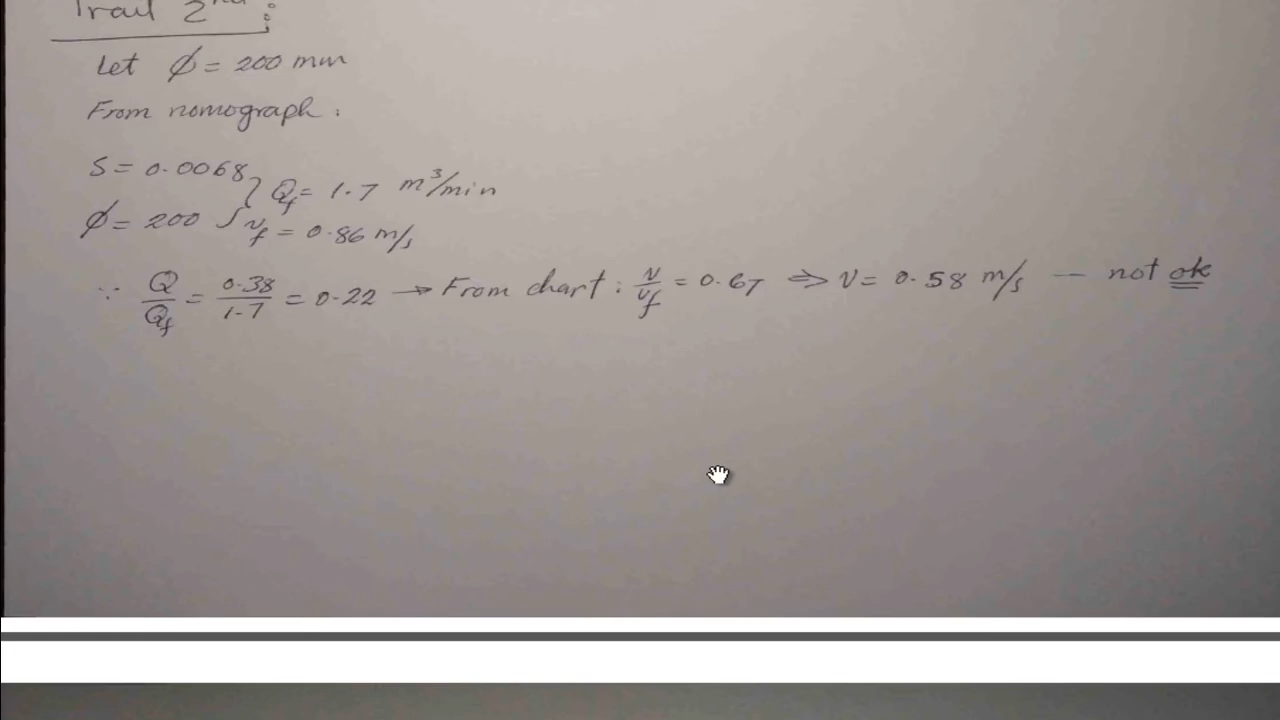 Trail 2nd:
Let ϕ = 200 mm
From nomograph:
S = 0.0068
ϕ = 200
} Qf = 1.7 m³/min
vf = 0.86 m/s
∵ Q/Qf = 0.38/1.7 = 0.22 → From chart: v/vf = 0.67 ⇒ V = 0.58 m/s — not ok